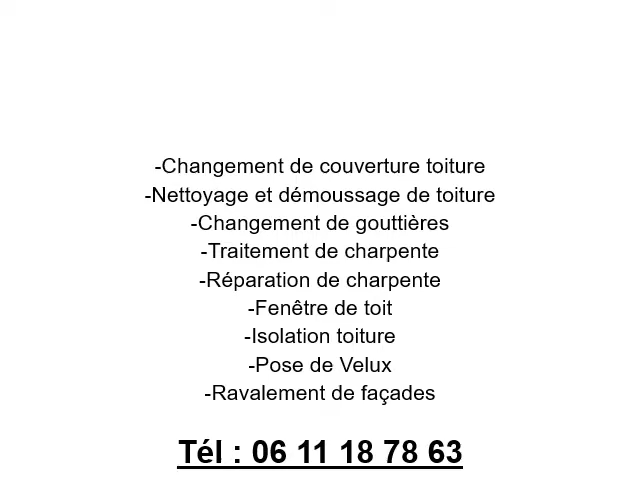 -Changement de couverture toiture
-Nettoyage et démoussage de toiture
-Changement de gouttières
-Traitement de charpente
-Réparation de charpente
-Fenêtre de toit
-Isolation toiture
-Pose de Velux
-Ravalement de façades
Tél : 06 11 18 78 63